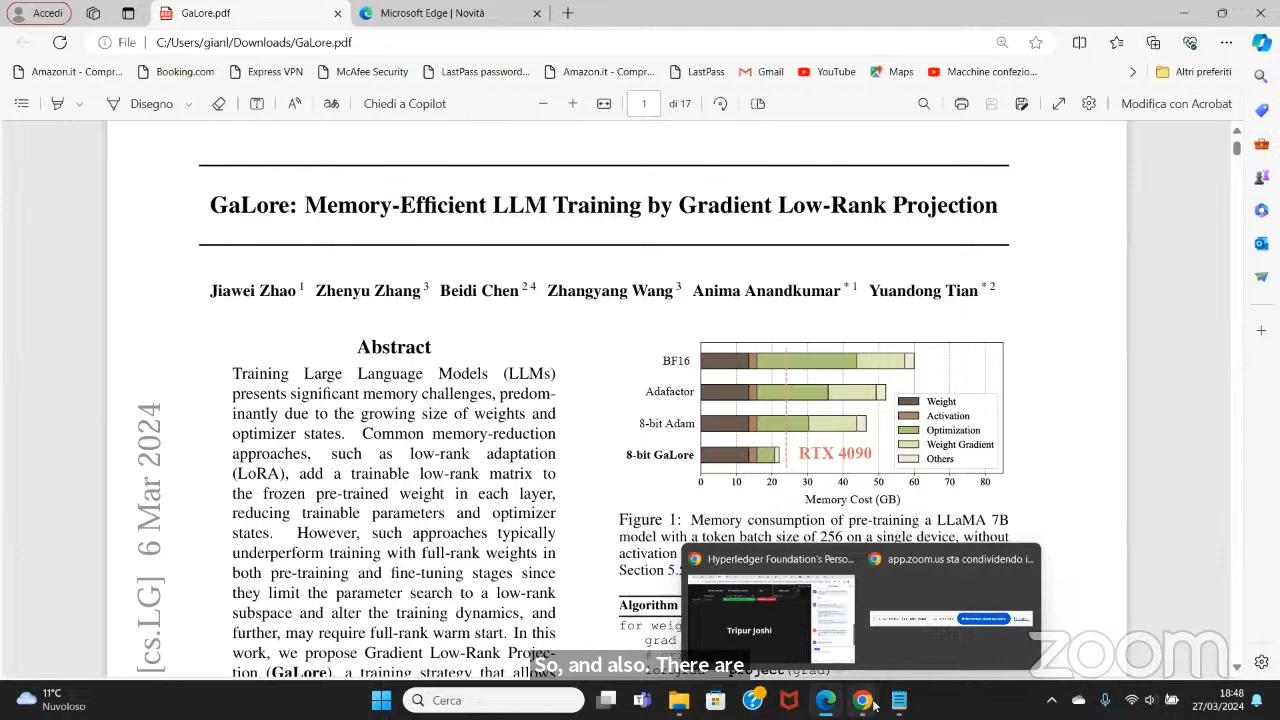 Accedi
GaLore.pdf
Microsoft Edge | Novità
File
C:/Users/gianl/Downloads/GaLore.pdf
Amazon.it - Compr...
Booking.com
Express VPN
McAfee Security
LastPass password...
Amazon.it - Compr...
LastPass
Gmail
YouTube
Maps
Macchine confezio...
Altri preferiti
Disegno
Chiedi a Copilot
1
di 17
Modifica con Acrobat
GaLore: Memory-Efficient LLM Training by Gradient Low-Rank Projection
Jiawei Zhao 1 Zhenyu Zhang 3 Beidi Chen 2 4 Zhangyang Wang 3 Anima Anandkumar * 1 Yuandong Tian * 2
[cs.LG] 6 Mar 2024
Abstract
Training Large Language Models (LLMs)
presents significant memory challenges, predom-
inantly due to the growing size of weights and
optimizer states. Common memory-reduction
approaches, such as low-rank adaptation
(LoRA), add a trainable low-rank matrix to
the frozen pre-trained weight in each layer,
reducing trainable parameters and optimizer
states. However, such approaches typically
underperform training with full-rank weights in
both pre-training and fine-tuning stages since
they limit the parameter search to a low-rank
subspace and alter the training dynamics, and
further, may require full-rank warm start. In this
work, we propose Gradient Low-Rank Projec-
tion (GaLore), a training strategy that allows
BF16
Adafactor
8-bit Adam
8-bit GaLore
RTX 4090
Weight
Activation
Optimization
Weight Gradient
Others
0 10 20 30 40 50 60 70 80
Memory Cost (GB)
Figure 1: Memory consumption of pre-training a LLaMA 7B
model with a token batch size of 256 on a single device, without
activation
Section 5.
Algorithm
for weig
grad
project(grad)
Hyperledger Foundation's Perso...
app.zoom.us sta condividendo i...
Tripur Joshi
So, and also. There are
zoom
11°C
Nuvoloso
Cerca
18:48
27/03/2024